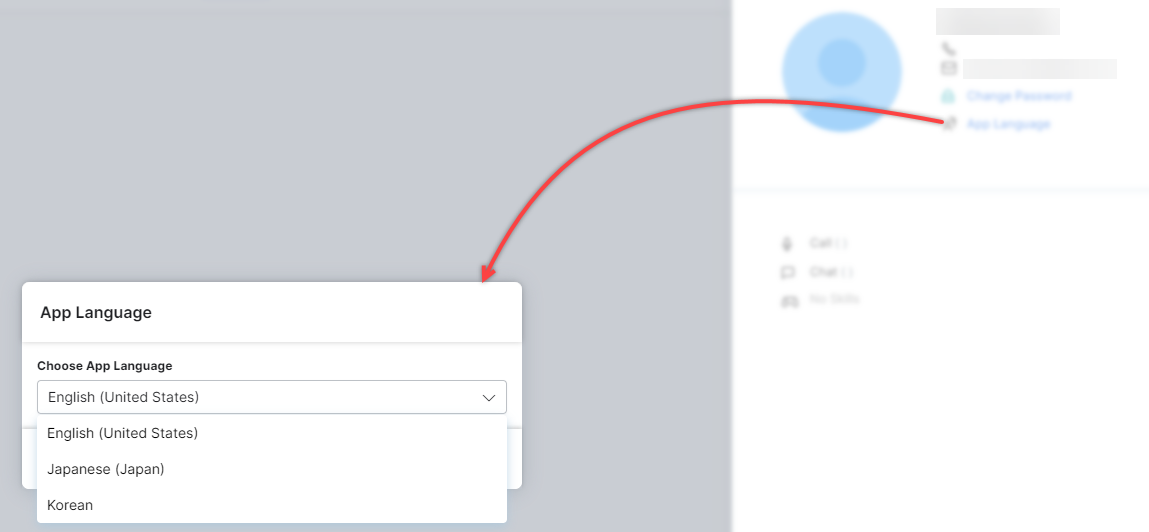 Change Password
App Language
Call ( )
Chat ( )
No Skills
App Language
Choose App Language
English (United States)
English (United States)
Japanese (Japan)
Korean